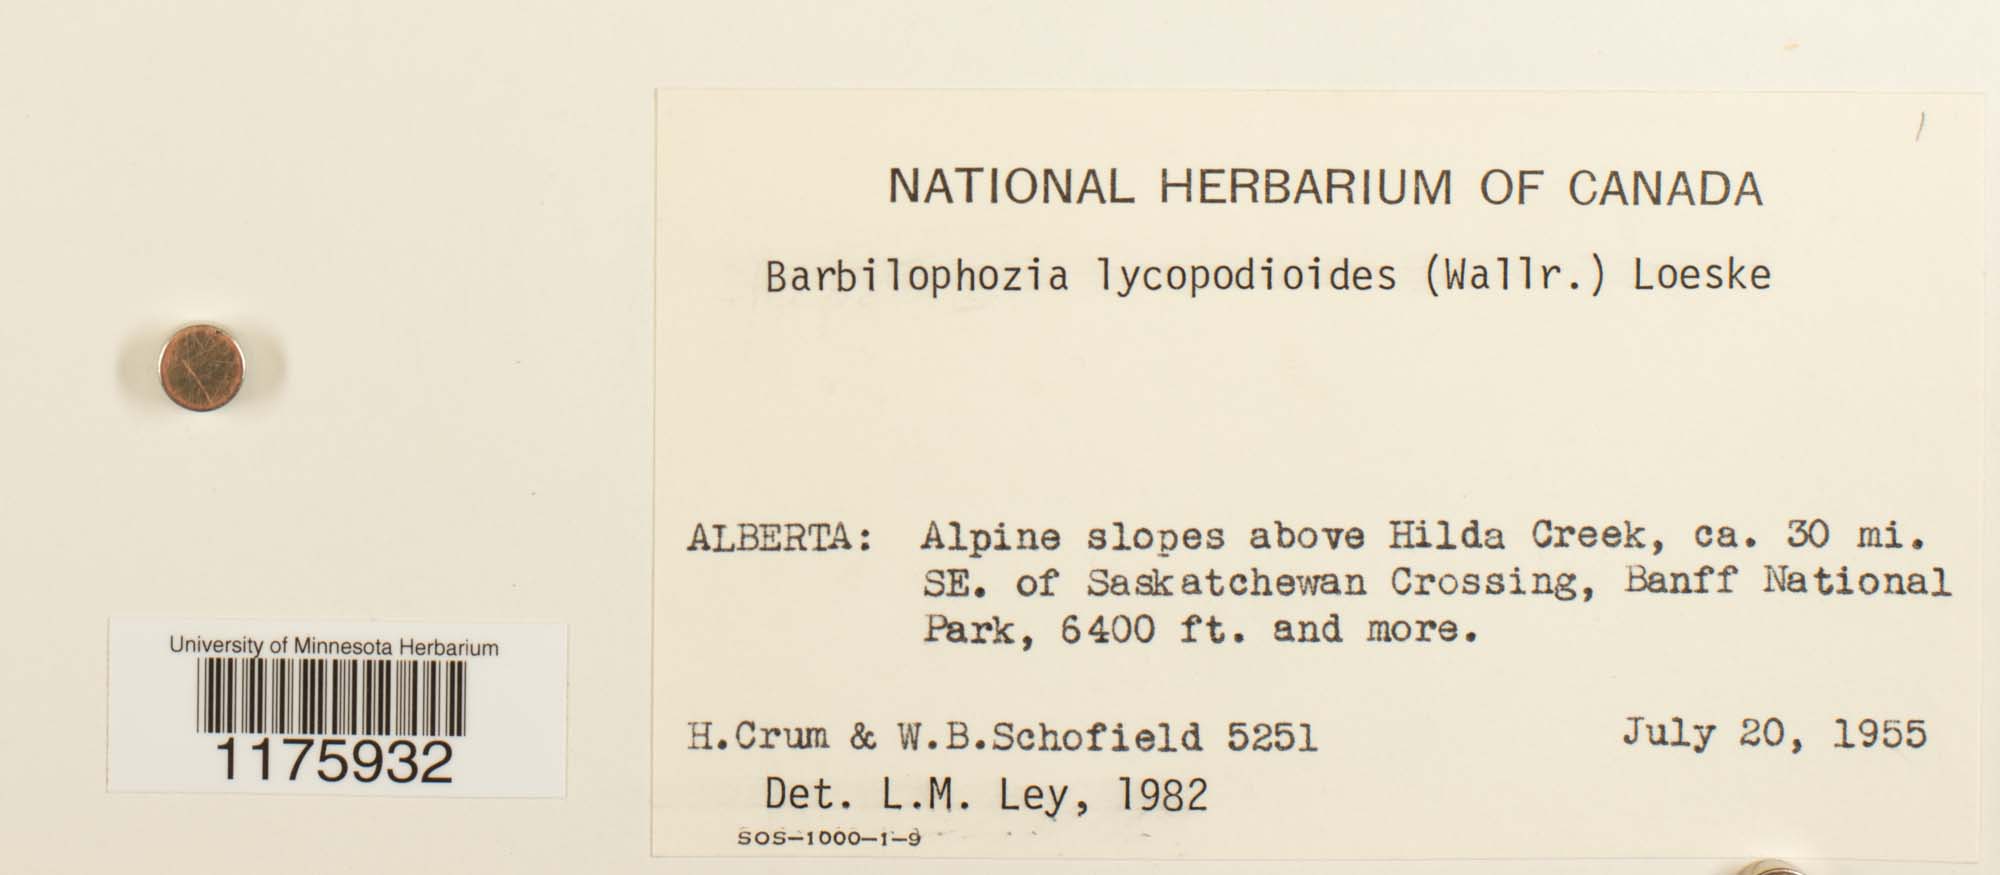 NATIONAL HERBARIUM OF CANADA
Barbilophozia lycopodioides (Wallr.) Loeske
ALBERTA: Alpine slopes above Hilda Creek, ca. 30 mi.
SE. of Saskatchewan Crossing, Banff National
Park, 6400 ft. and more.
H.Crum & W.B.Schofield 5251 July 20, 1955
Det. L.M. Ley, 1982
SOS-1000-1-9
University of Minnesota Herbarium
1175932